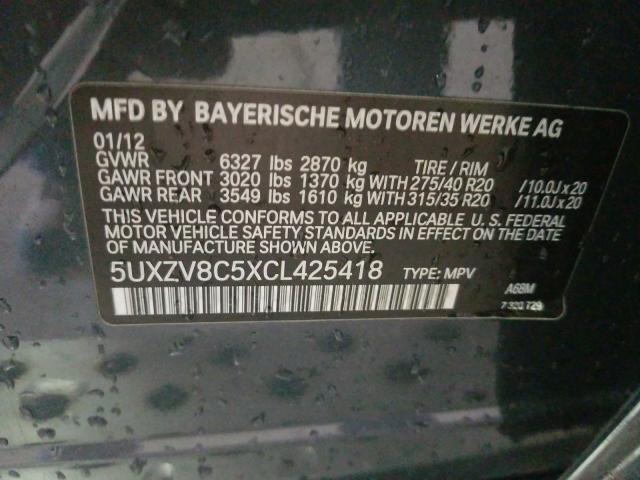 MFD BY BAYERISCHE MOTOREN WERKE AG
01/12
GVWR 6327 lbs 2870 kg TIRE / RIM
GAWR FRONT 3020 lbs 1370 kg WITH 275/40 R20 /10.0J x 20
GAWR REAR 3549 lbs 1610 kg WITH 315/35 R20 /11.0J x 20
THIS VEHICLE CONFORMS TO ALL APPLICABLE U. S. FEDERAL
MOTOR VEHICLE SAFETY STANDARDS IN EFFECT ON THE DATE
OF MANUFACTURE SHOWN ABOVE.
5UXZV8C5XCL425418 TYPE: MPV
A68M